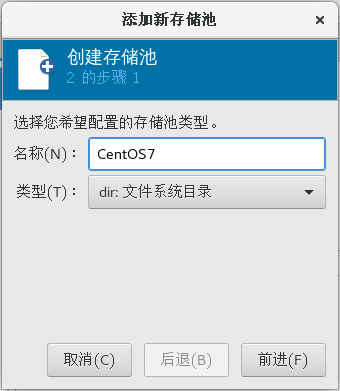 添加新存储池
创建存储池
2 的步骤 1
选择您希望配置的存储池类型。
名称(N)： CentOS7
类型(T)： dir: 文件系统目录
取消(C) 后退(B) 前进(F)